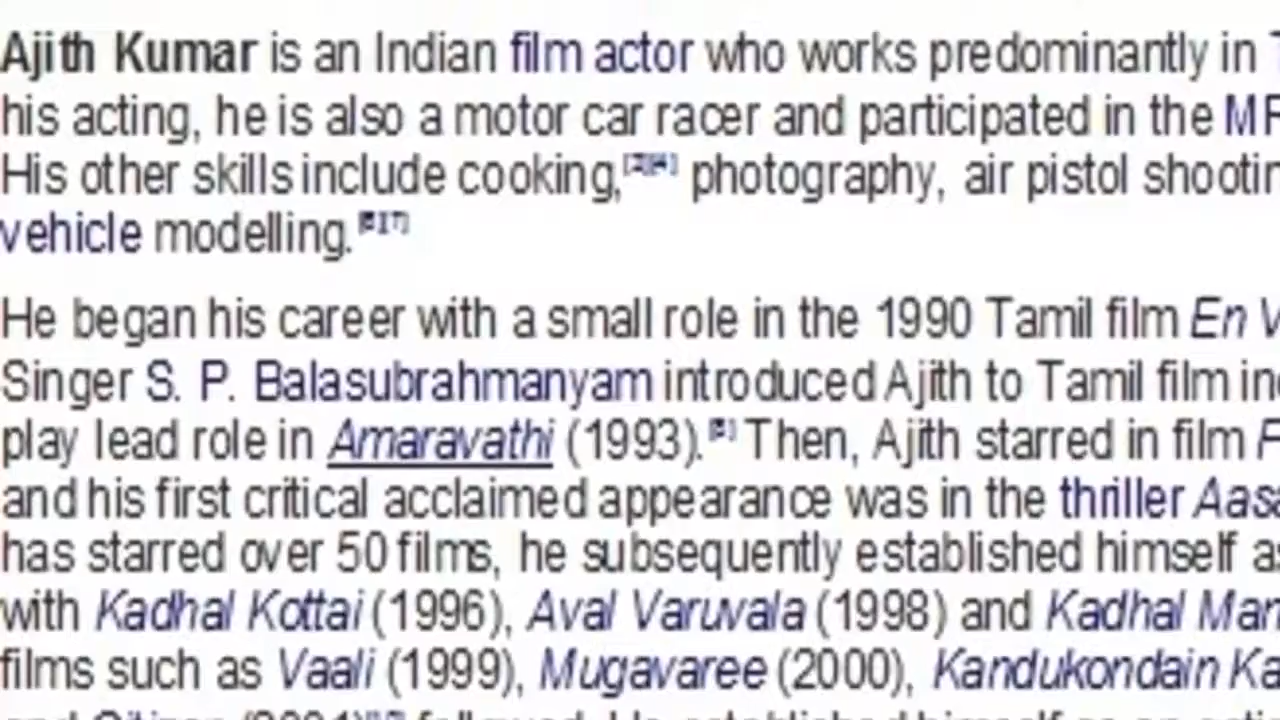 Ajith Kumar is an Indian film actor who works predominantly in
his acting, he is also a motor car racer and participated in the
His other skills include cooking, photography, air pistol
vehicle modelling.
He began his career with a small role in the 1990 Tamil film En
Singer S. P. Balasubrahmanyam introduced Ajith to Tamil film
play lead role in Amaravathi (1993). Then, Ajith starred in film
and his first critical acclaimed appearance was in the thriller
has starred over 50 films, he subsequently established himself
with Kadhal Kottai (1996), Aval Varuvala (1998) and Kadhal
films such as Vaali (1999), Mugavaree (2000), Kandukondain